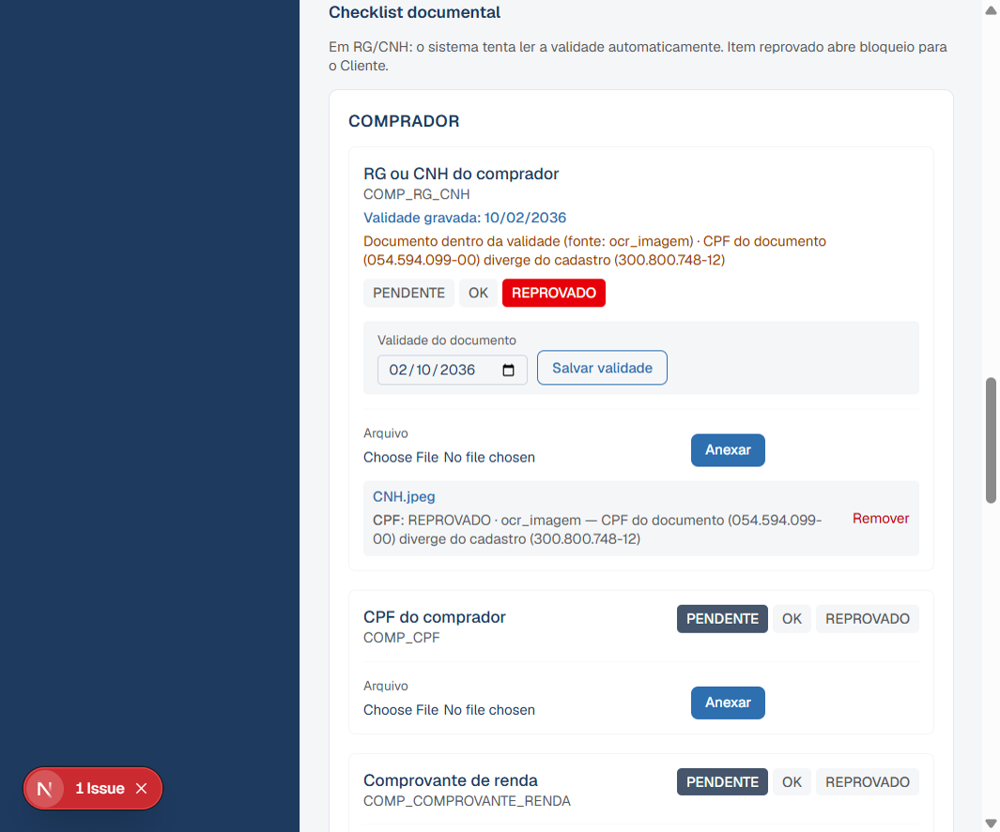 Checklist documental
Em RG/CNH: o sistema tenta ler a validade automaticamente. Item reprovado abre bloqueio para
o Cliente.
COMPRADOR
RG ou CNH do comprador
COMP_RG_CNH
Validade gravada: 10/02/2036
Documento dentro da validade (fonte: ocr_imagem) · CPF do documento
(054.594.099-00) diverge do cadastro (300.800.748-12)
PENDENTE OK REPROVADO
Validade do documento
02/10/2036 Salvar validade
Arquivo
Choose File No file chosen Anexar
CNH.jpeg
CPF: REPROVADO · ocr_imagem — CPF do documento (054.594.099-
00) diverge do cadastro (300.800.748-12)
Remover
CPF do comprador
COMP_CPF
PENDENTE OK REPROVADO
Arquivo
Choose File No file chosen Anexar
Comprovante de renda
COMP_COMPROVANTE_RENDA
PENDENTE OK REPROVADO
N 1 Issue